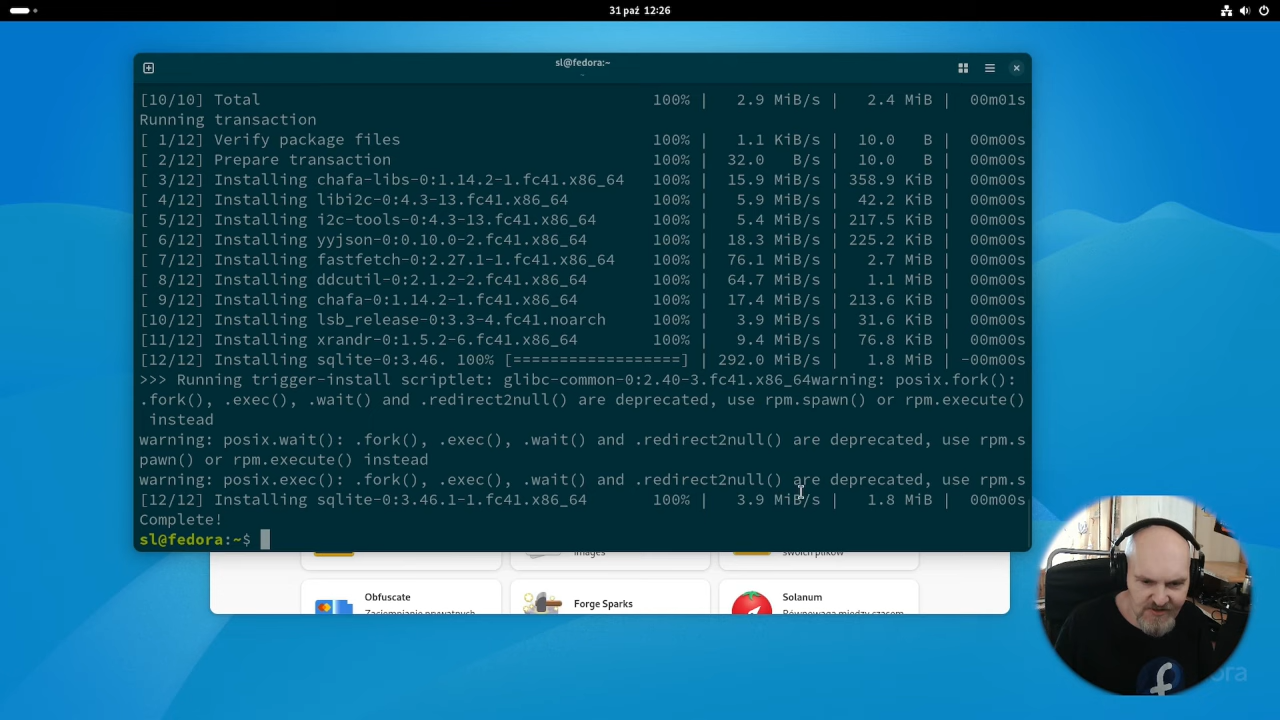 31 paź 12:26
sl@fedora:~
[10/10] Total 100% | 2.9 MiB/s | 2.4 MiB | 00m01s
Running transaction
[ 1/12] Verify package files 100% | 1.1 KiB/s | 10.0 B | 00m00s
[ 2/12] Prepare transaction 100% | 32.0 B/s | 10.0 B | 00m00s
[ 3/12] Installing chafa-libs-0:1.14.2-1.fc41.x86_64 100% | 15.9 MiB/s | 358.9 KiB | 00m00s
[ 4/12] Installing libi2c-0:4.3-13.fc41.x86_64 100% | 5.9 MiB/s | 42.2 KiB | 00m00s
[ 5/12] Installing i2c-tools-0:4.3-13.fc41.x86_64 100% | 5.4 MiB/s | 217.5 KiB | 00m00s
[ 6/12] Installing yyjson-0:0.10.0-2.fc41.x86_64 100% | 18.3 MiB/s | 225.2 KiB | 00m00s
[ 7/12] Installing fastfetch-0:2.27.1-1.fc41.x86_64 100% | 76.1 MiB/s | 2.7 MiB | 00m00s
[ 8/12] Installing ddcutil-0:2.1.2-2.fc41.x86_64 100% | 64.7 MiB/s | 1.1 MiB | 00m00s
[ 9/12] Installing chafa-0:1.14.2-1.fc41.x86_64 100% | 17.4 MiB/s | 213.6 KiB | 00m00s
[10/12] Installing lsb_release-0:3.3-4.fc41.noarch 100% | 3.9 MiB/s | 31.6 KiB | 00m00s
[11/12] Installing xrandr-0:1.5.2-6.fc41.x86_64 100% | 9.4 MiB/s | 76.8 KiB | 00m00s
[12/12] Installing sqlite-0:3.46. 100% [==================] | 292.0 MiB/s | 1.8 MiB | -00m00s
>>> Running trigger-install scriptlet: glibc-common-0:2.40-3.fc41.x86_64warning: posix.fork():
.fork(), .exec(), .wait() and .redirect2null() are deprecated, use rpm.spawn() or rpm.execute()
instead
warning: posix.wait(): .fork(), .exec(), .wait() and .redirect2null() are deprecated, use rpm.s
pawn() or rpm.execute() instead
warning: posix.exec(): .fork(), .exec(), .wait() and .redirect2null() are deprecated, use rpm.s
[12/12] Installing sqlite-0:3.46.1-1.fc41.x86_64 100% | 3.9 MiB/s | 1.8 MiB | 00m00s
Complete!
sl@fedora:~$
images
swoich plików
Obfuscate
Zaciemnianie prywatnych
Forge Sparks
Solanum
Równowaga między czasem
ora